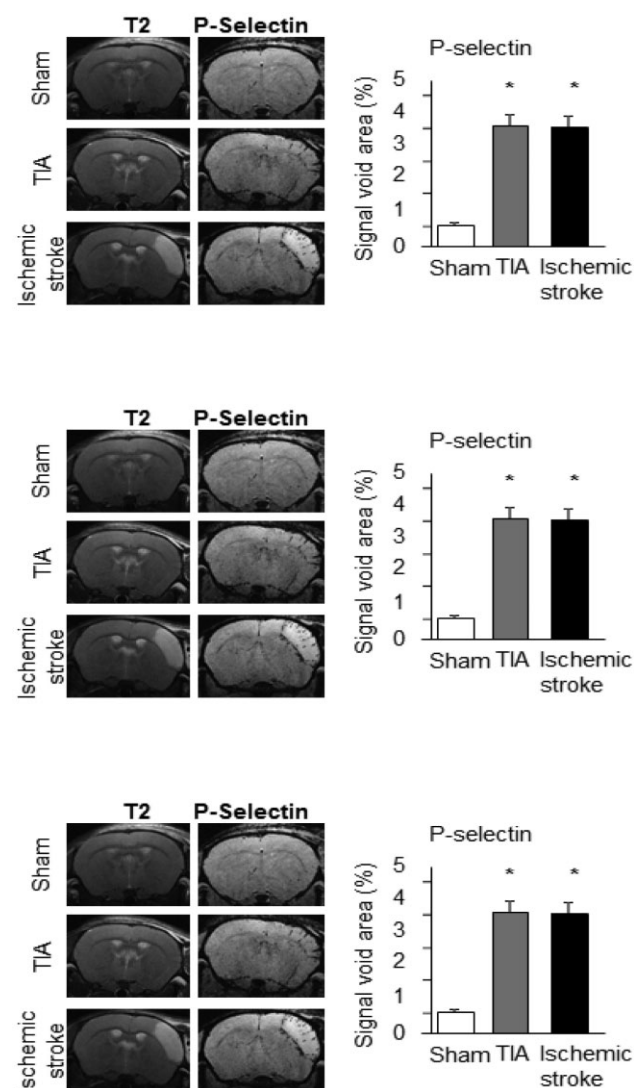 T2 P-Selectin
Sham
TIA
Ischemic
stroke
P-selectin
Signal void area (%)
5
4
3
2
1
0
* *
Sham TIA Ischemic
stroke
T2 P-Selectin
Sham
TIA
Ischemic
stroke
P-selectin
Signal void area (%)
5
4
3
2
1
0
* *
Sham TIA Ischemic
stroke
T2 P-Selectin
Sham
TIA
schemic
stroke
P-selectin
Signal void area (%)
5
4
3
2
1
0
* *
Sham TIA Ischemic
stroke